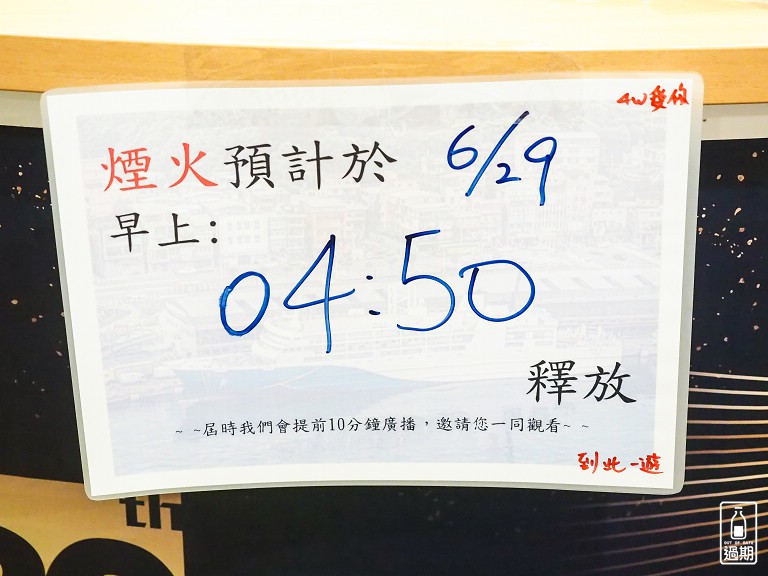 4W發做
煙火預計於 6/29
早上:
04:50
釋放
~ ~屆時我們會提前10分鐘廣播，邀請您一同觀看~ ~
到此一遊
th
OUT OF DATE
過期